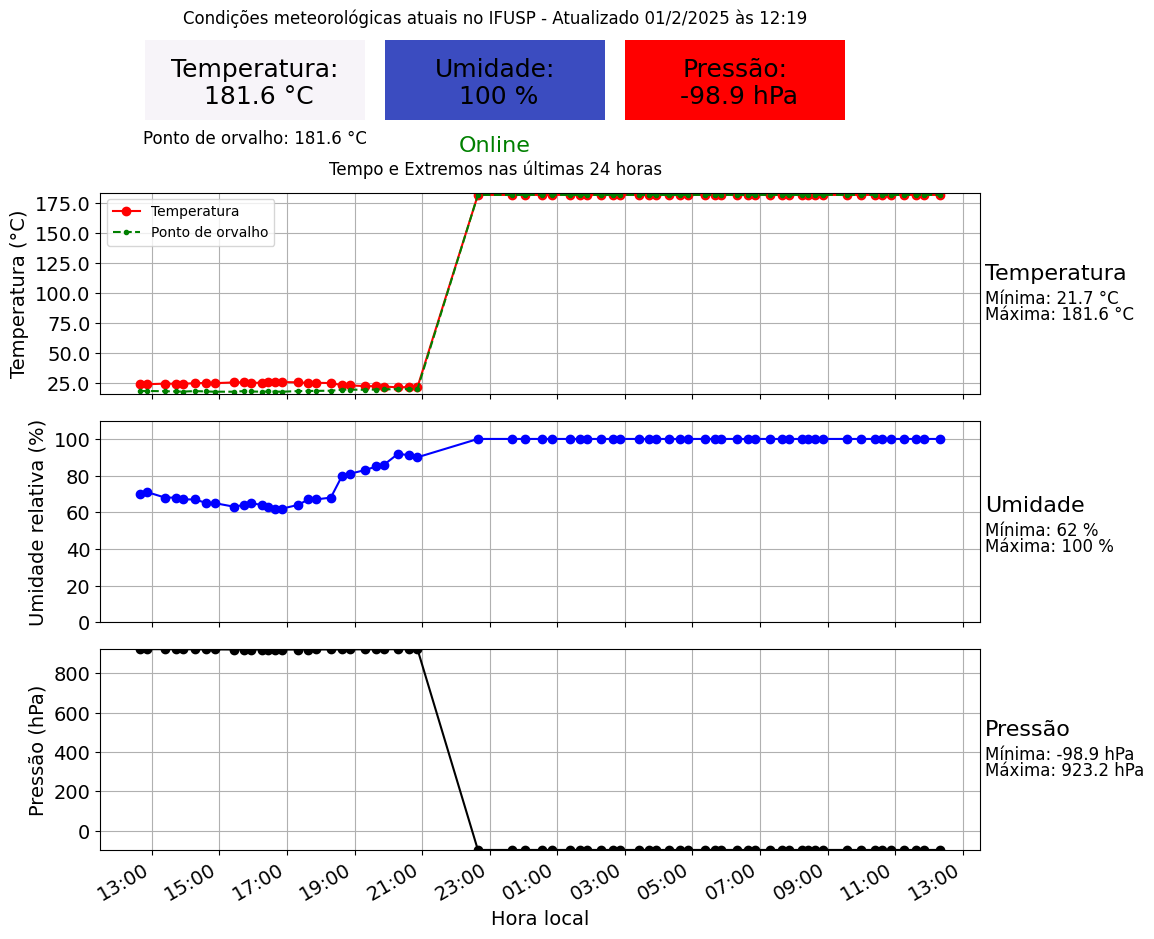 Condições meteorológicas atuais no IFUSP - Atualizado 01/2/2025 às 12:19
Temperatura:
181.6 °C
Umidade:
100 %
Pressão:
-98.9 hPa
Ponto de orvalho: 181.6 °C
Online
Tempo e Extremos nas últimas 24 horas
Temperatura (°C)
175.0
150.0
125.0
100.0
75.0
50.0
25.0
Temperatura
Ponto de orvalho
Temperatura
Mínima: 21.7 °C
Máxima: 181.6 °C
Umidade relativa (%)
100
80
60
40
20
0
Umidade
Mínima: 62 %
Máxima: 100 %
Pressão (hPa)
800
600
400
200
0
Pressão
Mínima: -98.9 hPa
Máxima: 923.2 hPa
13:00 15:00 17:00 19:00 21:00 23:00 01:00 03:00 05:00 07:00 09:00 11:00 13:00
Hora local